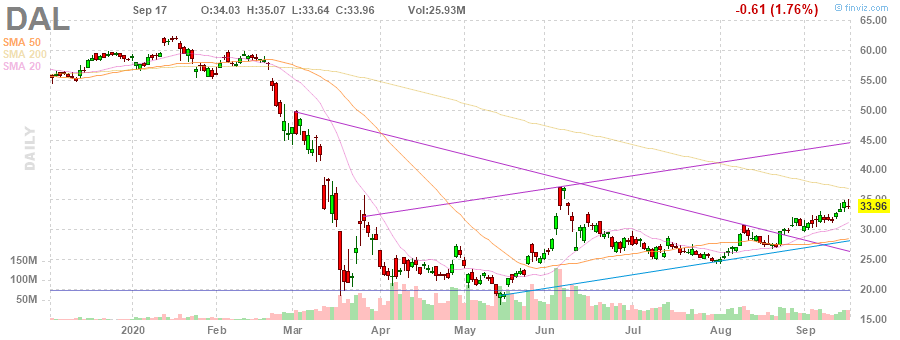 DAL
Sep 17 O:34.03 H:35.07 L:33.64 C:33.96 Vol:25.93M -0.61 (1.76%)
© finviz.com
SMA 50
SMA 200
SMA 20
DAILY
65.00
60.00
55.00
50.00
45.00
40.00
35.00
33.96
30.00
25.00
20.00
15.00
150M
100M
50M
2020 Feb Mar Apr May Jun Jul Aug Sep